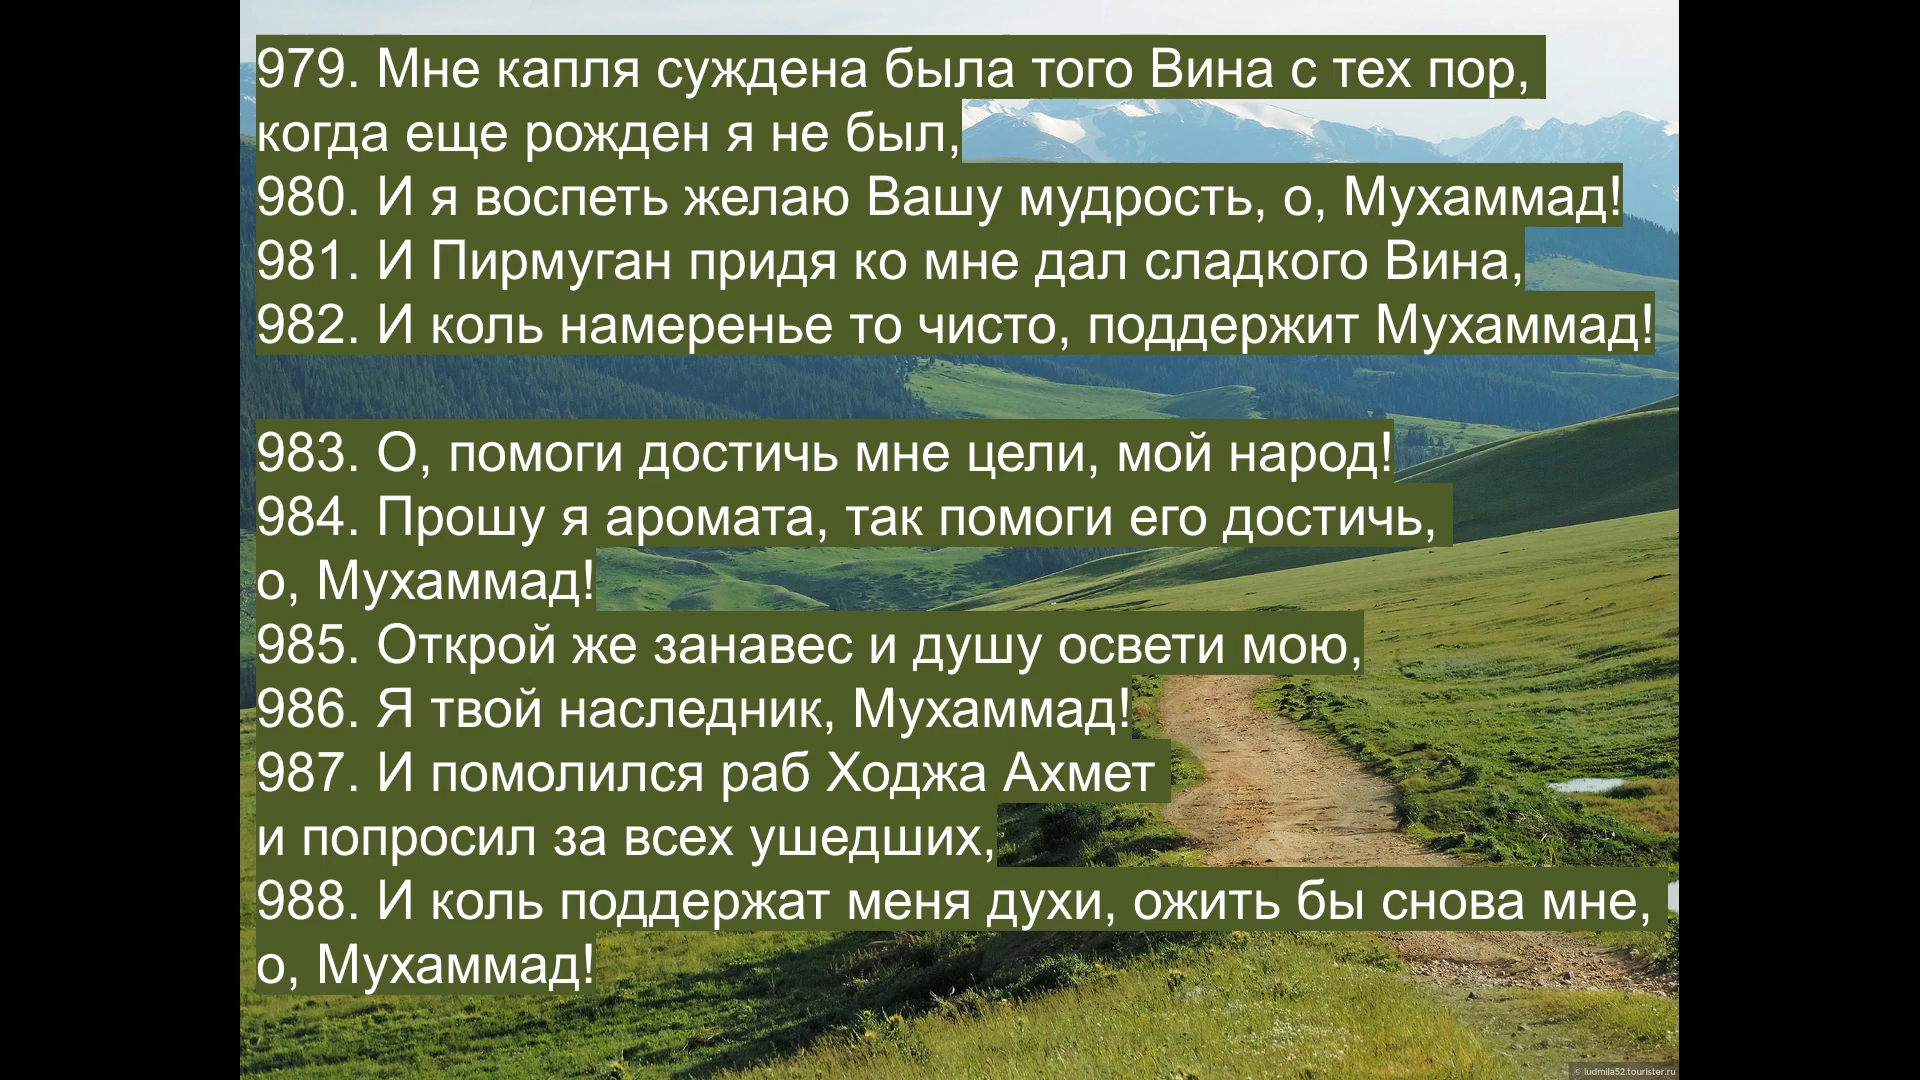 979. Мне капля суждена была того Вина с тех пор,
когда еще рожден я не был,
980. И я воспеть желаю Вашу мудрость, о, Мухаммад!
981. И Пирмуган придя ко мне дал сладкого Вина,
982. И коль намеренье то чисто, поддержит Мухаммад!
983. О, помоги достичь мне цели, мой народ!
984. Прошу я аромата, так помоги его достичь,
о, Мухаммад!
985. Открой же занавес и душу освети мою,
986. Я твой наследник, Мухаммад!
987. И помолился раб Ходжа Ахмет
и попросил за всех ушедших,
988. И коль поддержат меня духи, ожить бы снова мне,
о, Мухаммад!
© ludmila52.tourister.ru